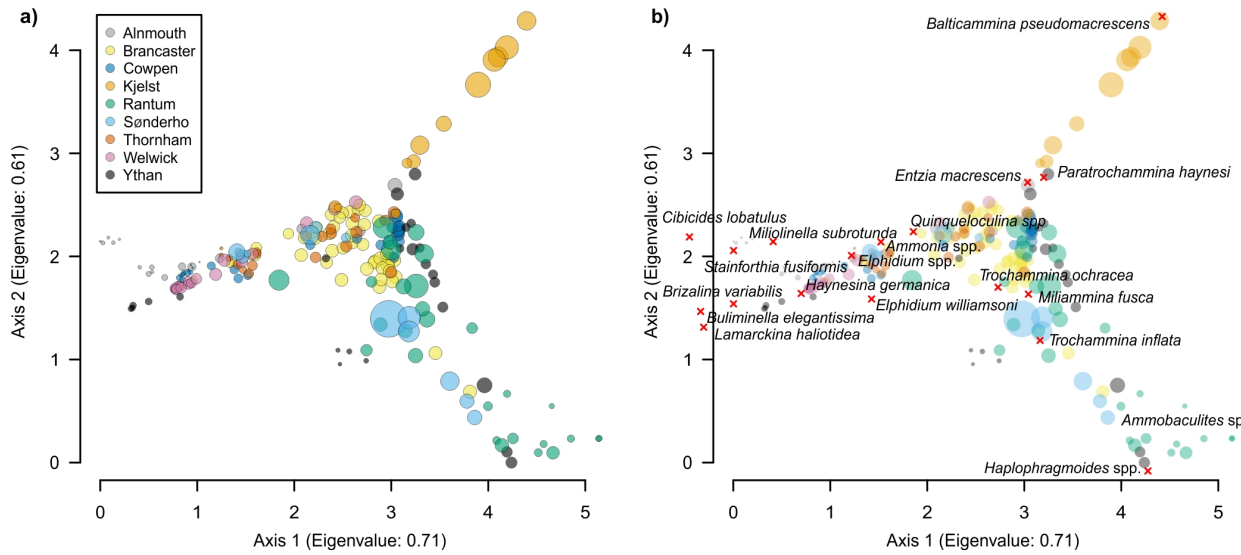 a)
Alnmouth
Brancaster
Cowpen
Kjelst
Rantum
Sønderho
Thornham
Welwick
Ythan
4
3
2
1
0
Axis 2 (Eigenvalue: 0.61)
0 1 2 3 4 5
Axis 1 (Eigenvalue: 0.71)
b)
Balticammina pseudomacrescens
Entzia macrescens
Paratrochammina haynesi
Cibicides lobatulus
Quinqueloculina spp
Miliolinella subrotunda
Ammonia spp.
Stainforthia fusiformis
Elphidium spp.
Trochammina ochracea
Brizalina variabilis
Haynesina germanica
Miliammina fusca
Buliminella elegantissima
Elphidium williamsoni
Lamarckina haliotidea
Trochammina inflata
Ammobaculites sp
Haplophragmoides spp.
4
3
2
1
0
Axis 2 (Eigenvalue: 0.61)
0 1 2 3 4 5
Axis 1 (Eigenvalue: 0.71)